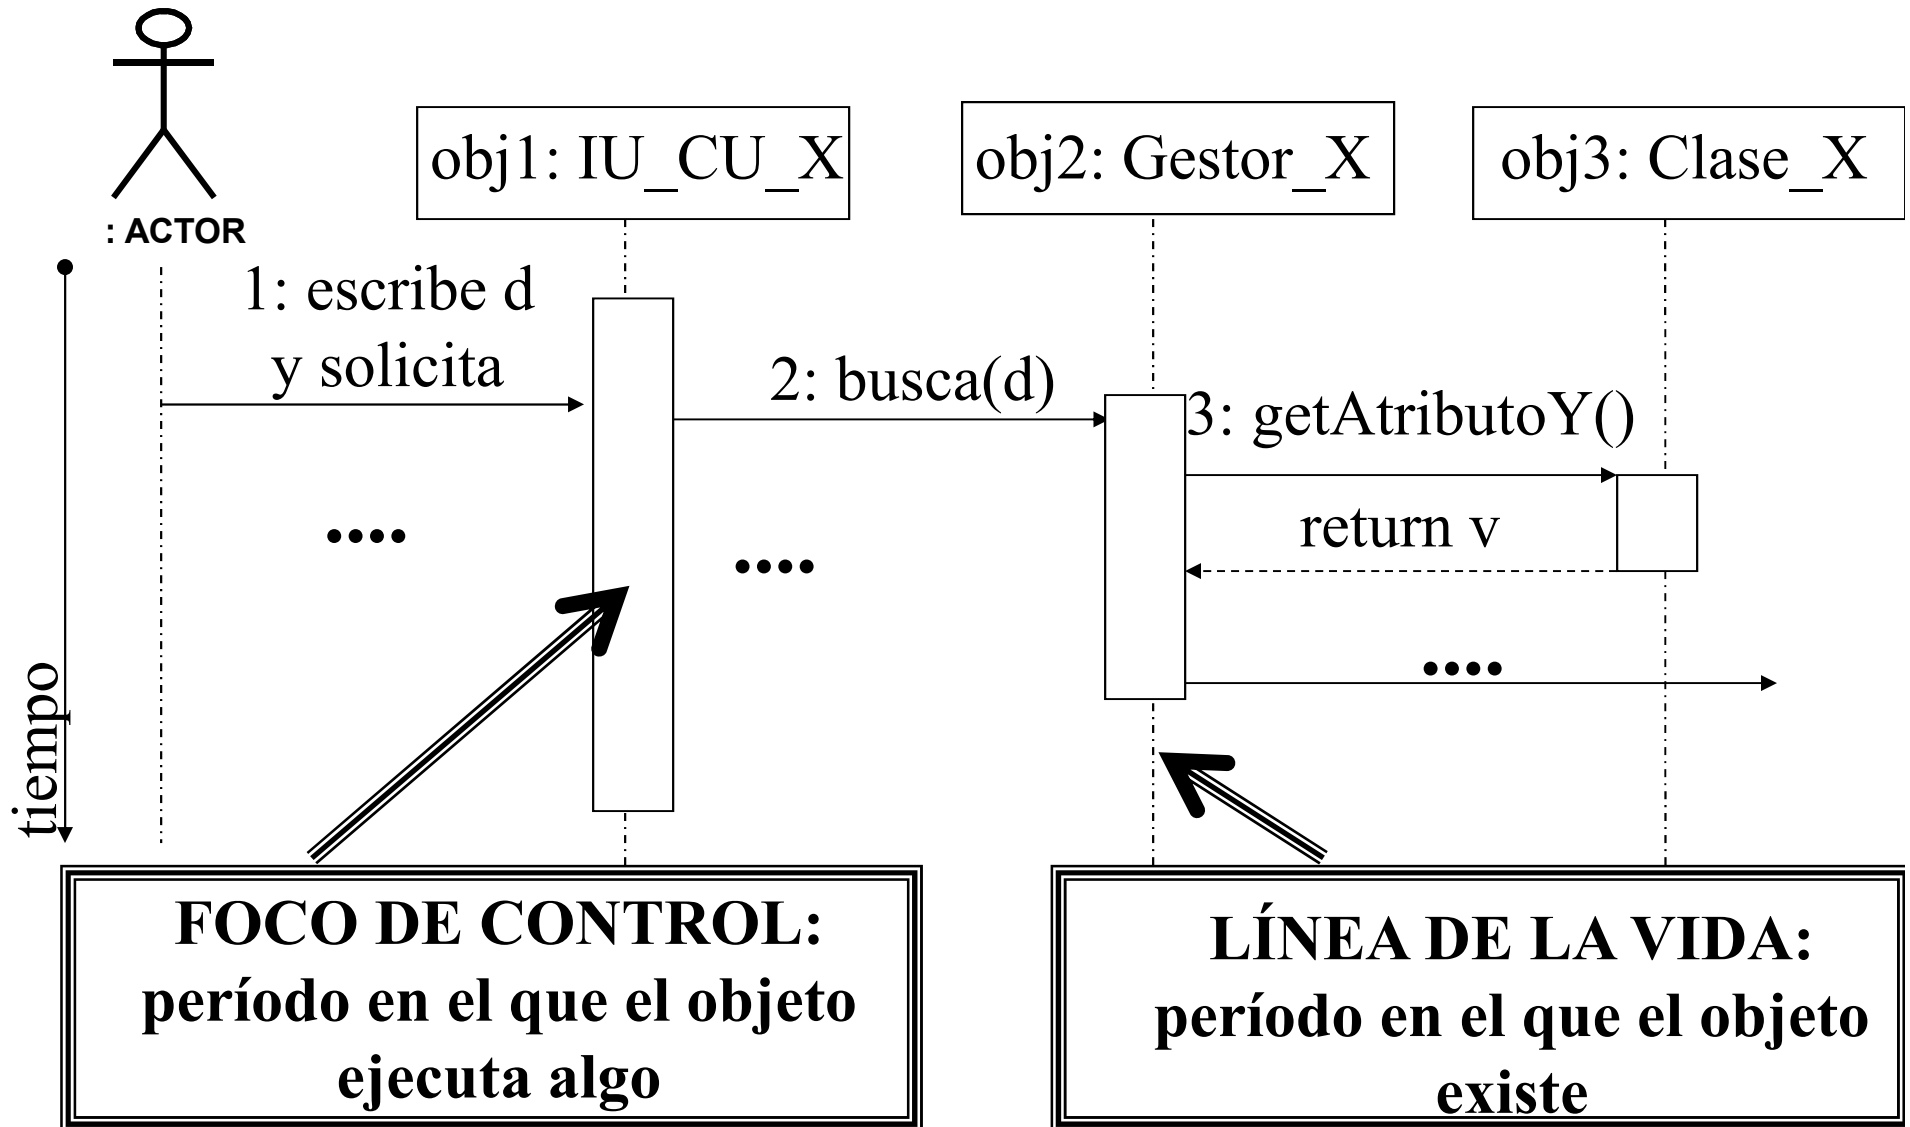 obj1: IU_CU_X
obj2: Gestor_X
obj3: Clase_X
: ACTOR
1: escribe d
y solicita
2: busca(d)
3: getAtributoY()
return v
tiempo
FOCO DE CONTROL:
período en el que el objeto
ejecuta algo
LÍNEA DE LA VIDA:
período en el que el objeto
existe